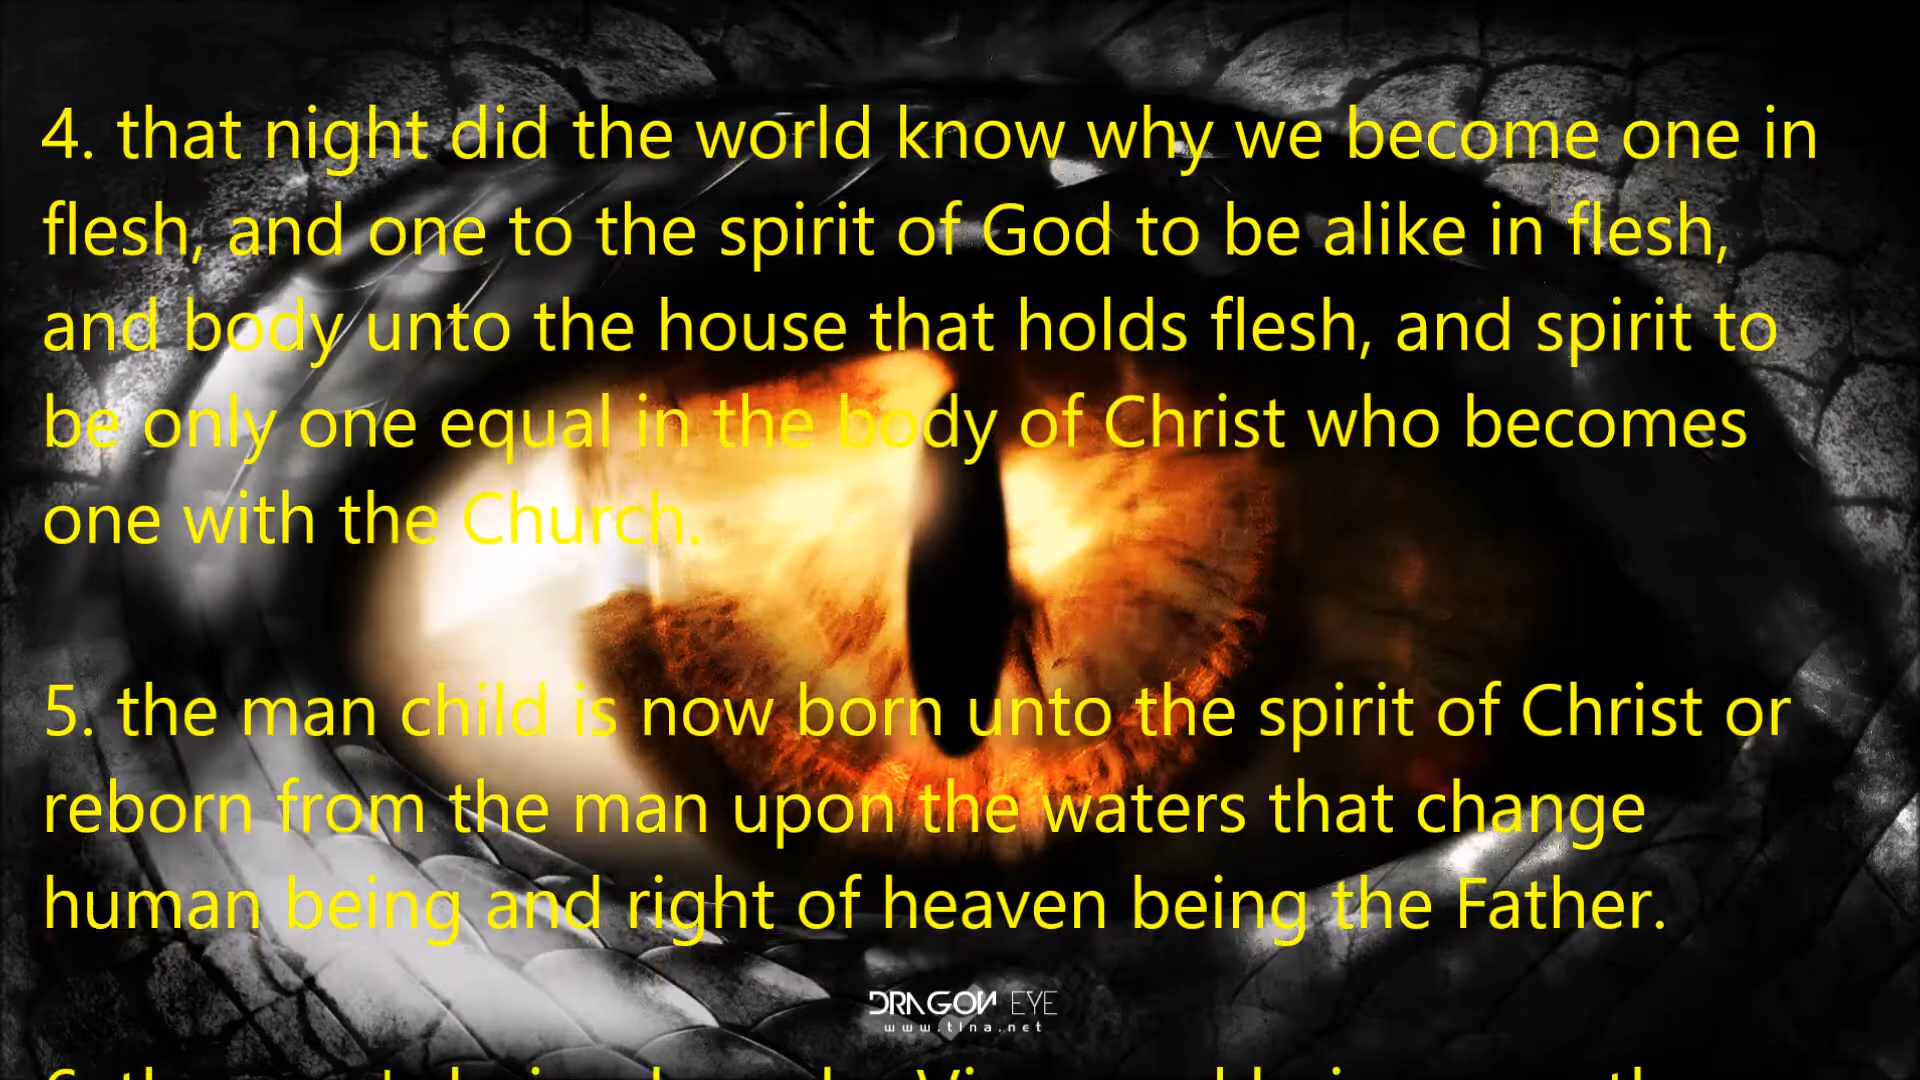 4. that night did the world know why we become one in
flesh, and one to the spirit of God to be alike in flesh,
and body unto the house that holds flesh, and spirit to
be only one equal in the body of Christ who becomes
one with the Church.
5. the man child is now born unto the spirit of Christ or
reborn from the man upon the waters that change
human being and right of heaven being the Father.
DRAGON EYE
www.tlna.net